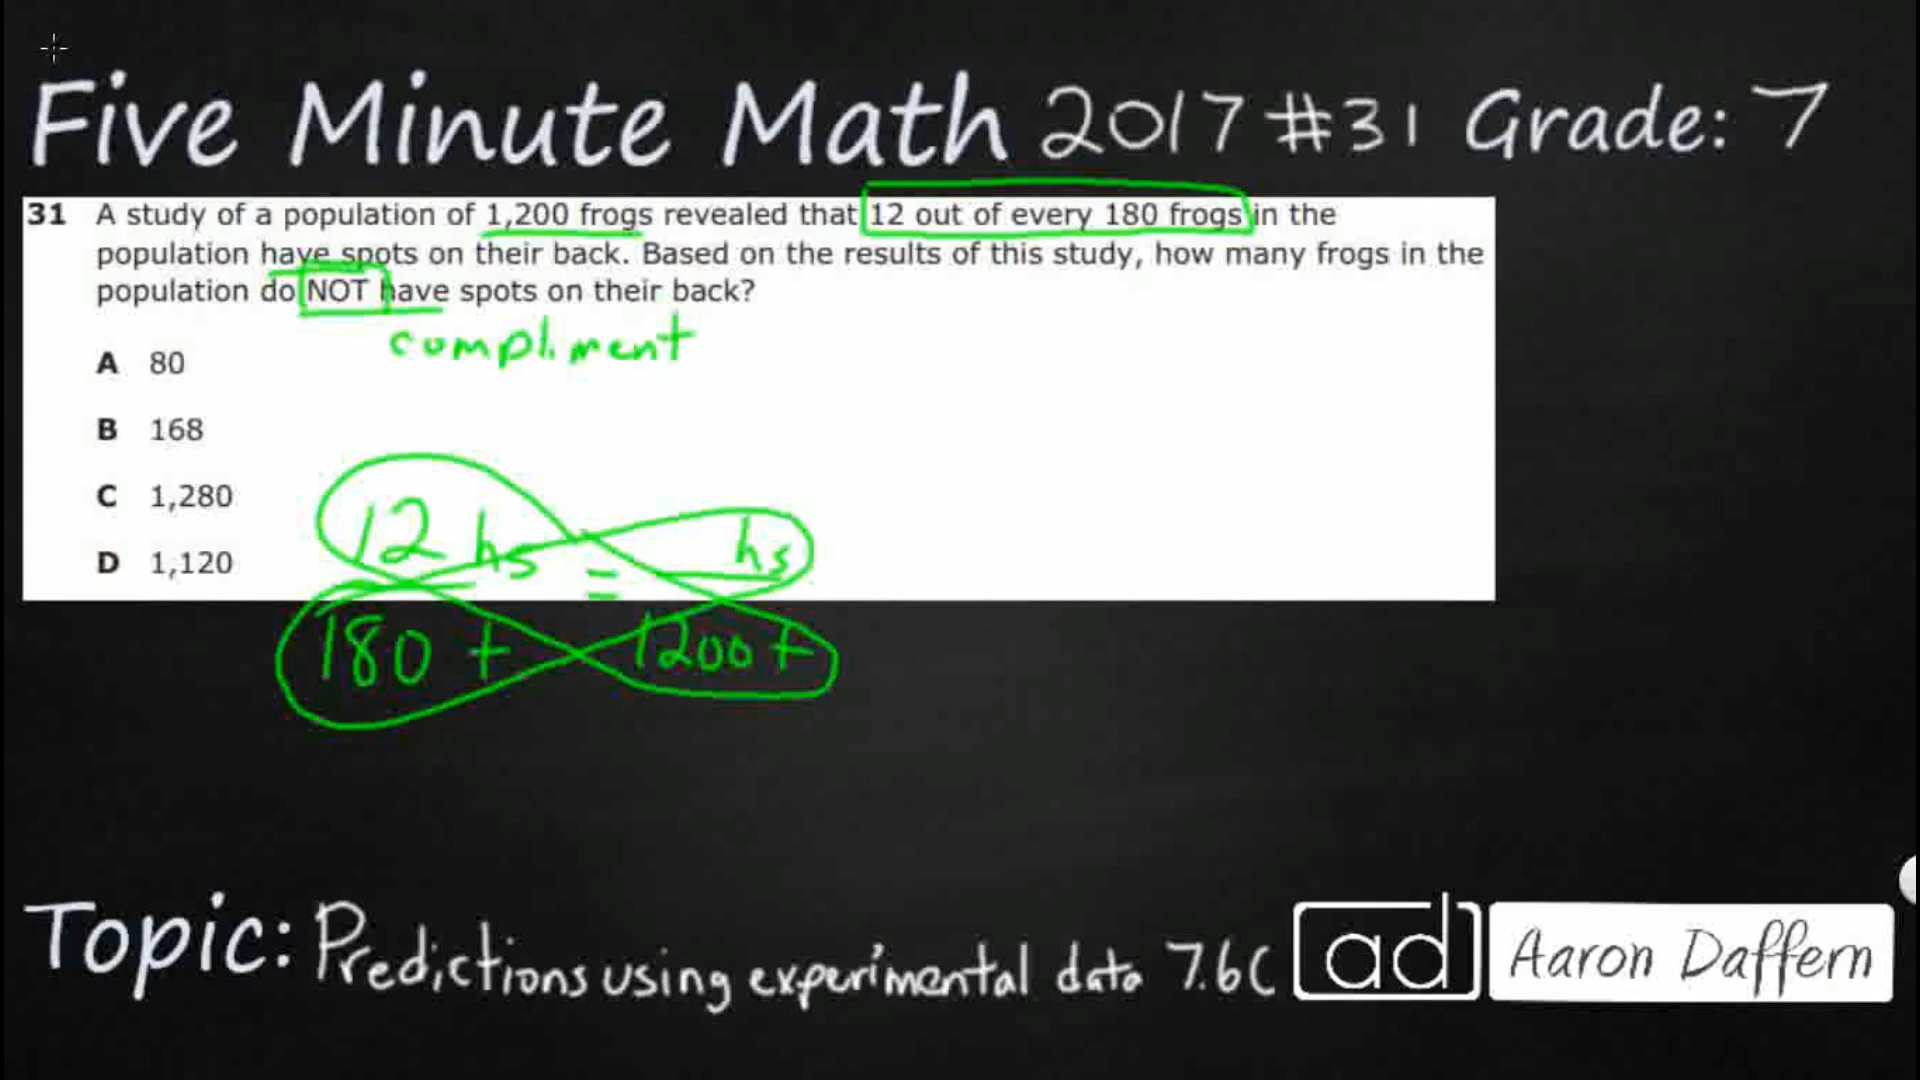 Five Minute Math 2017 #31 Grade: 7
31 A study of a population of 1,200 frogs revealed that 12 out of every 180 frogs in the
population have spots on their back. Based on the results of this study, how many frogs in the
population do NOT have spots on their back?
compliment
A 80
B 168
C 1,280
D 1,120
12 hs = hs
180 t 1200 t
Topic: Predictions using experimental data 7.6C ad Aaron Daffern